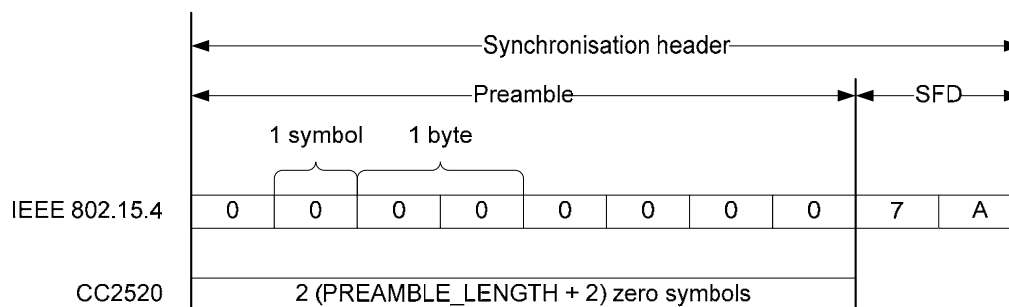 Synchronisation header
Preamble SFD
1 symbol 1 byte
IEEE 802.15.4 0 0 0 0 0 0 0 0 7 A
CC2520 2 (PREAMBLE_LENGTH + 2) zero symbols